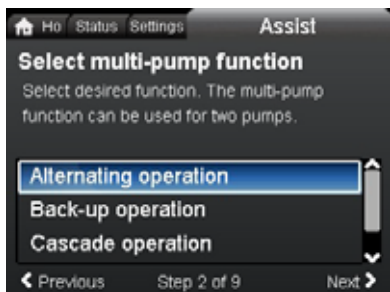 Ho Status Settings Assist
Select multi-pump function
Select desired function. The multi-pump
function can be used for two pumps.
Alternating operation
Back-up operation
Cascade operation
Previous Step 2 of 9 Next